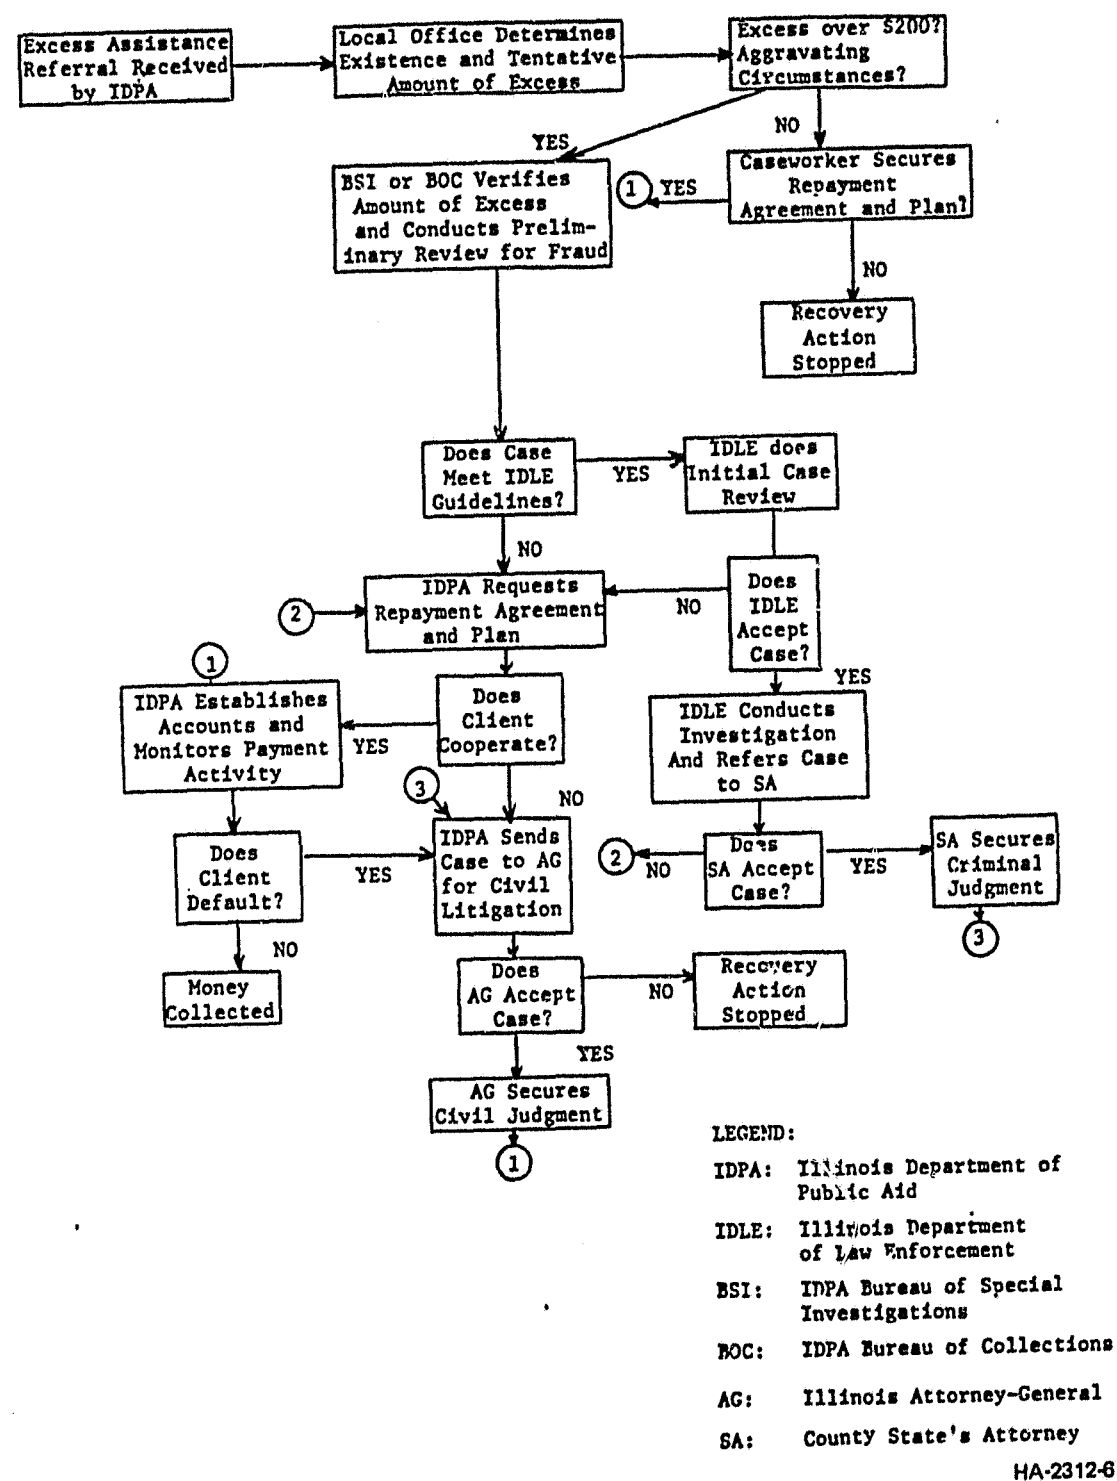 Excess Assistance
Referral Received
by IDPA
Local Office Determines
Existence and Tentative
Amount of Excess
Excess over $200?
Aggravating
Circumstances?
YES
NO
BSI or BOC Verifies
Amount of Excess
and Conducts Prelim-
inary Review for Fraud
1
YES
Caseworker Secures
Repayment
Agreement and Plan?
NO
Recovery
Action
Stopped
Does Case
Meet IDLE
Guidelines?
YES
IDLE does
Initial Case
Review
NO
2
IDPA Requests
Repayment Agreement
and Plan
NO
Does
IDLE
Accept
Case?
YES
1
IDPA Establishes
Accounts and
Monitors Payment
Activity
YES
Does
Client
Cooperate?
NO
IDLE Conducts
Investigation
And Refers Case
to SA
3
Does
Client
Default?
YES
IDPA Sends
Case to AG
for Civil
Litigation
2
NO
Does
SA Accept
Case?
YES
SA Secures
Criminal
Judgment
3
NO
Money
Collected
Does
AG Accept
Case?
NO
Recovery
Action
Stopped
YES
AG Secures
Civil Judgment
1
LEGEND:
IDPA: Illinois Department of
Public Aid
IDLE: Illinois Department
of Law Enforcement
BSI: IDPA Bureau of Special
Investigations
BOC: IDPA Bureau of Collections
AG: Illinois Attorney-General
SA: County State's Attorney
HA-2312-6